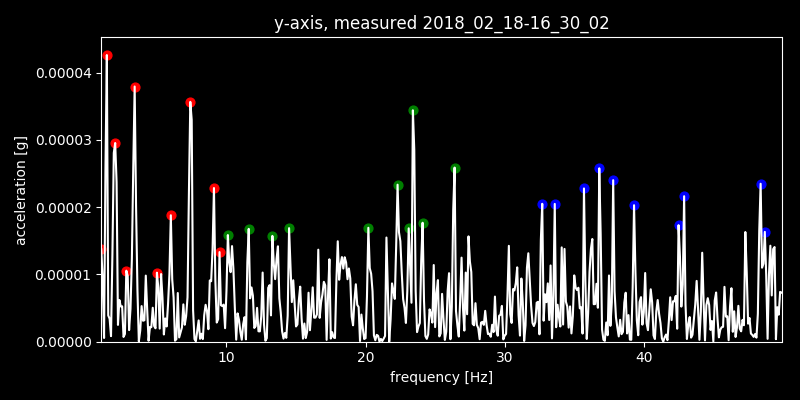 y-axis, measured 2018_02_18-16_30_02
acceleration [g]
0.00004
0.00003
0.00002
0.00001
0.00000
10 20 30 40
frequency [Hz]